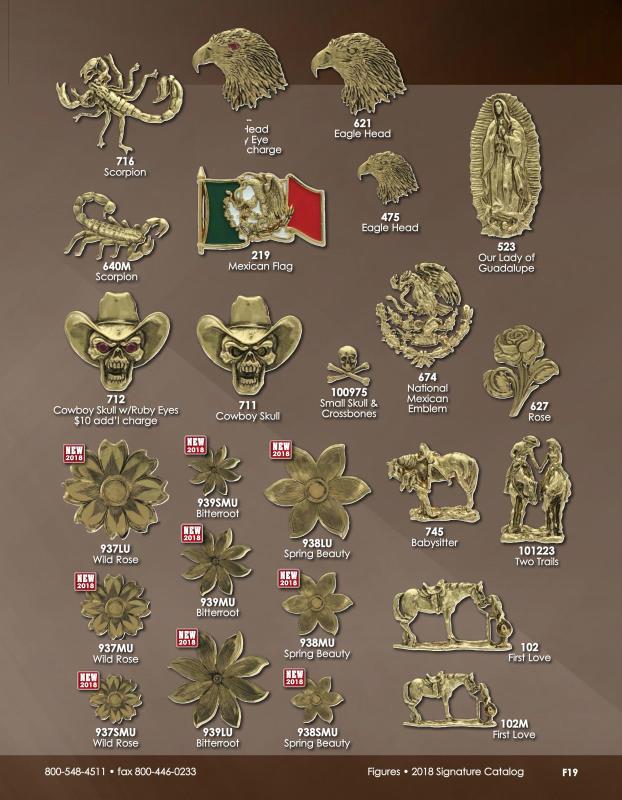 716
Scorpion
Head
Eye
charge
621
Eagle Head
475
Eagle Head
523
Our Lady of
Guadalupe
640M
Scorpion
219
Mexican Flag
712
Cowboy Skull w/Ruby Eyes
$10 add'l charge
711
Cowboy Skull
100975
Small Skull &
Crossbones
674
National
Mexican
Emblem
627
Rose
NEW
2018
937LU
Wild Rose
NEW
2018
939SMU
Bitterroot
NEW
2018
938LU
Spring Beauty
745
Babysitter
101223
Two Trails
NEW
2018
939MU
Bitterroot
NEW
2018
937MU
Wild Rose
NEW
2018
938MU
Spring Beauty
102
First Love
NEW
2018
937SMU
Wild Rose
NEW
2018
939LU
Bitterroot
NEW
2018
938SMU
Spring Beauty
102M
First Love
800-548-4511 • fax 800-446-0233
Figures • 2018 Signature Catalog
F19